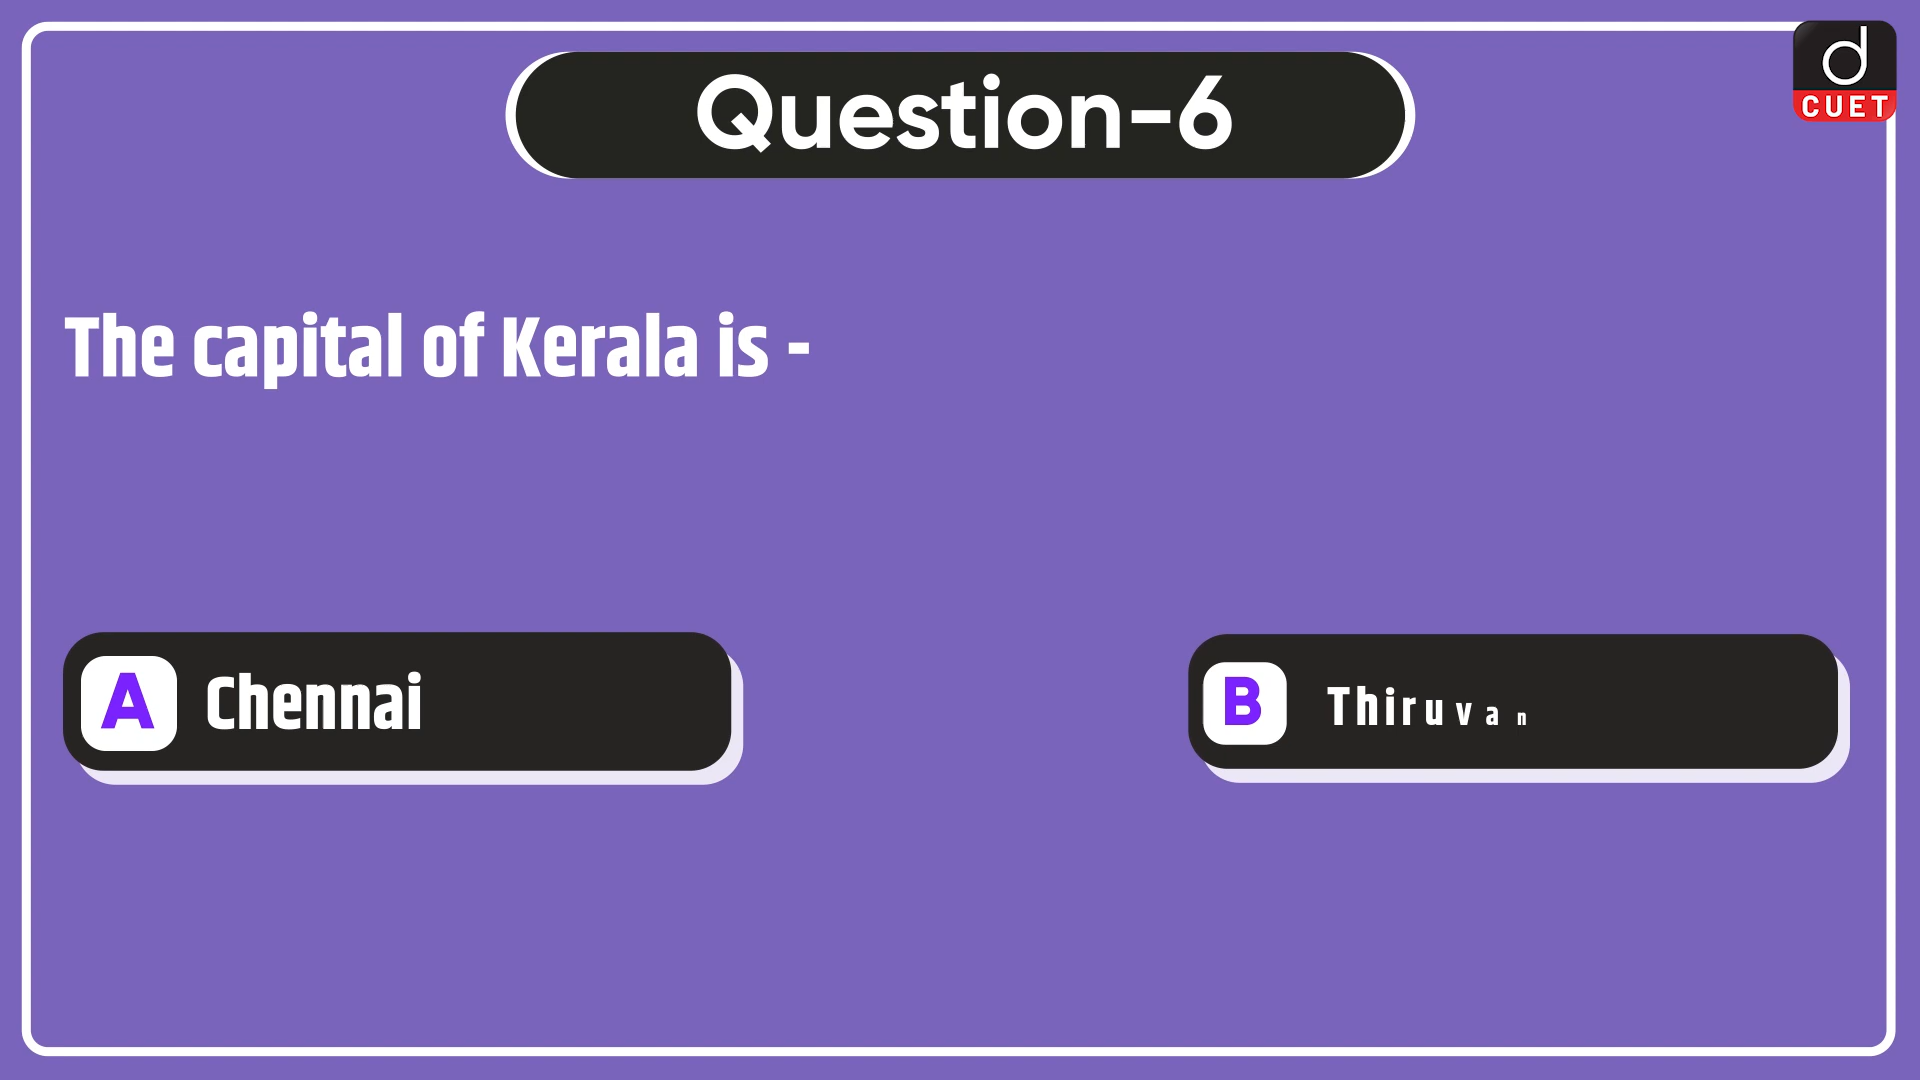 d
CUET
Question-6
The capital of Kerala is -
A Chennai
B Thiruvan